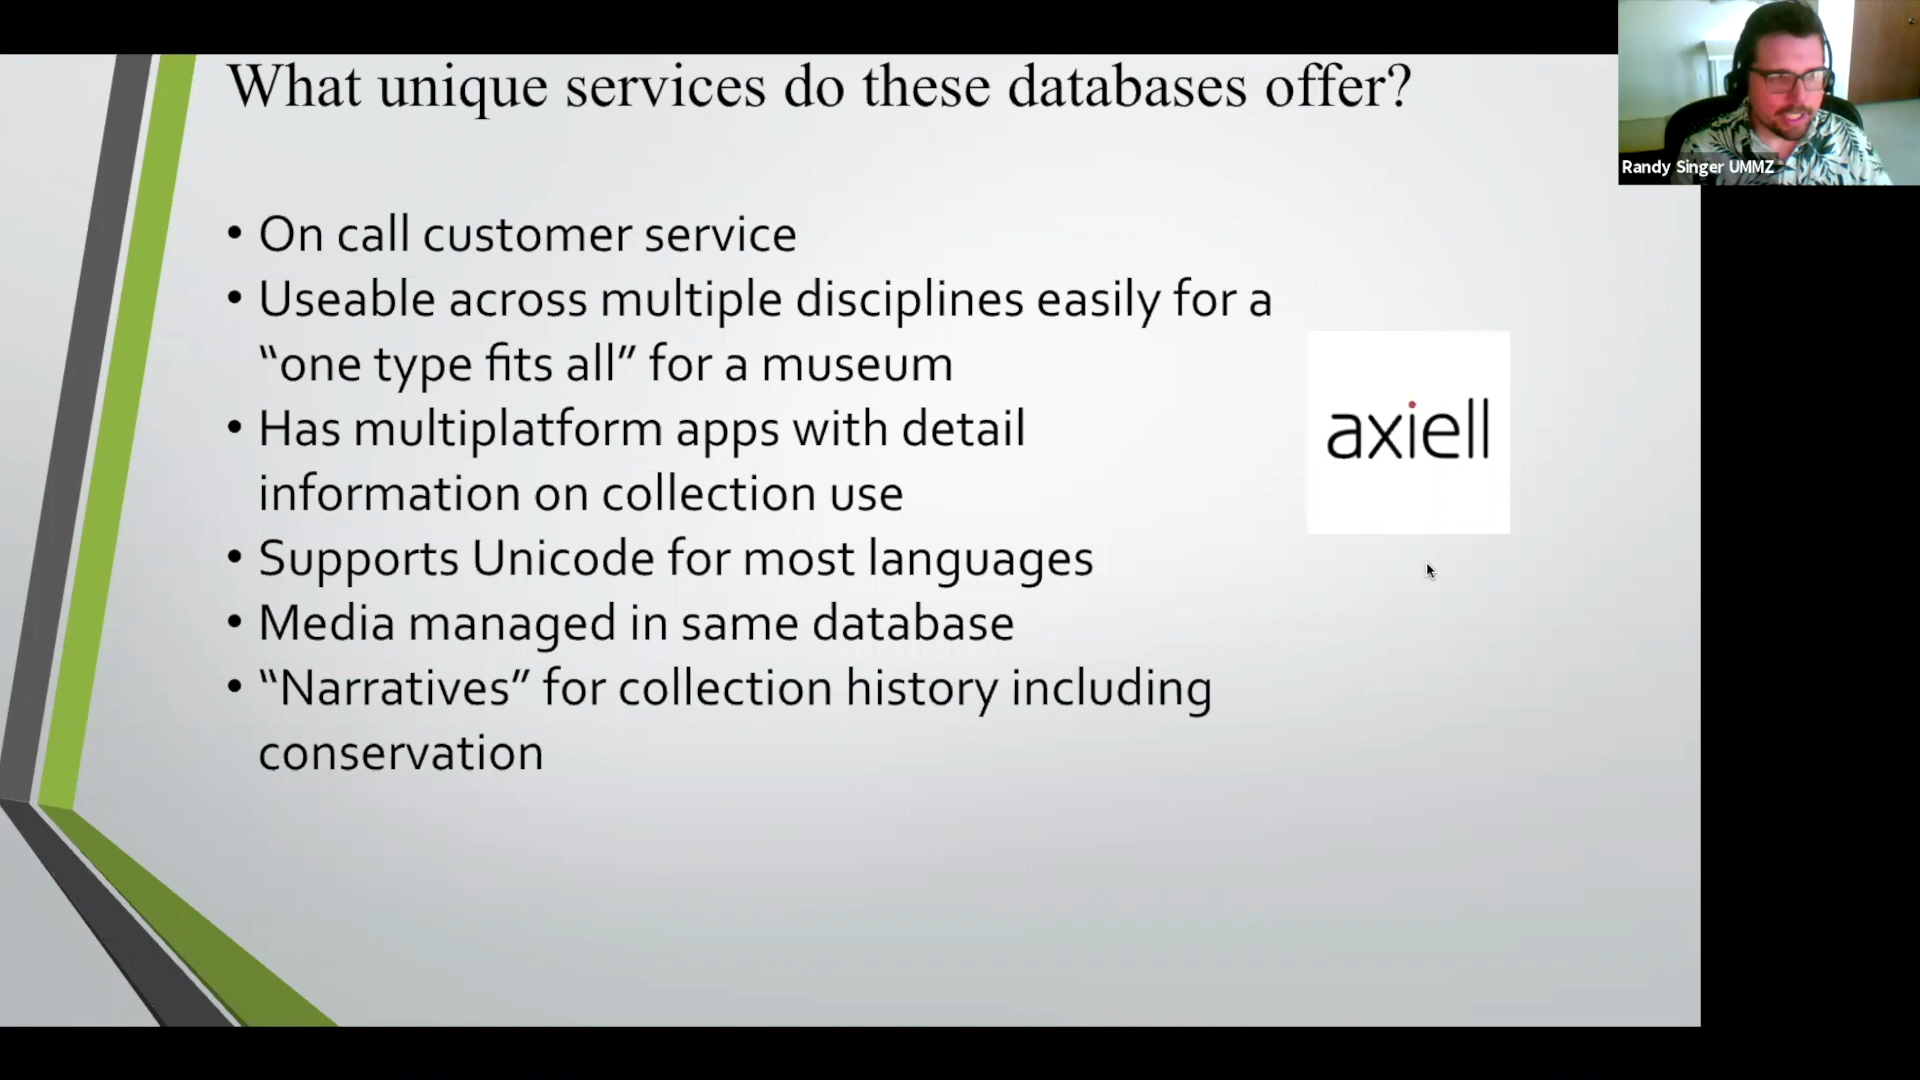 What unique services do these databases offer?
Randy Singer UMMZ
• On call customer service
• Useable across multiple disciplines easily for a
“one type fits all” for a museum
• Has multiplatform apps with detail
information on collection use
axiell
• Supports Unicode for most languages
• Media managed in same database
• “Narratives” for collection history including
conservation